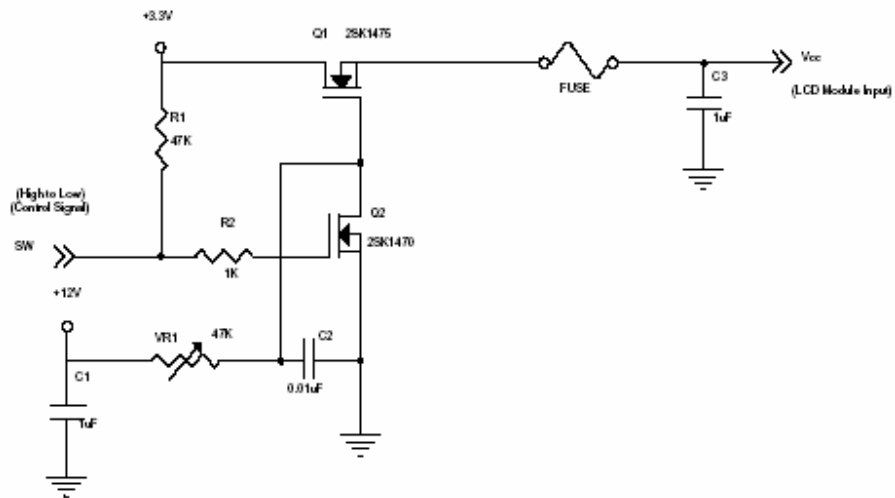 +3.3V
Q1 2SK1475
Vcc
(LCD Module Input)
FUSE
C3
1uF
R1
47K
(High to Low)
(Control Signal)
SW
R2
1K
Q2
2SK1470
+12V
VR1
47K
C2
0.01uF
C1
1uF